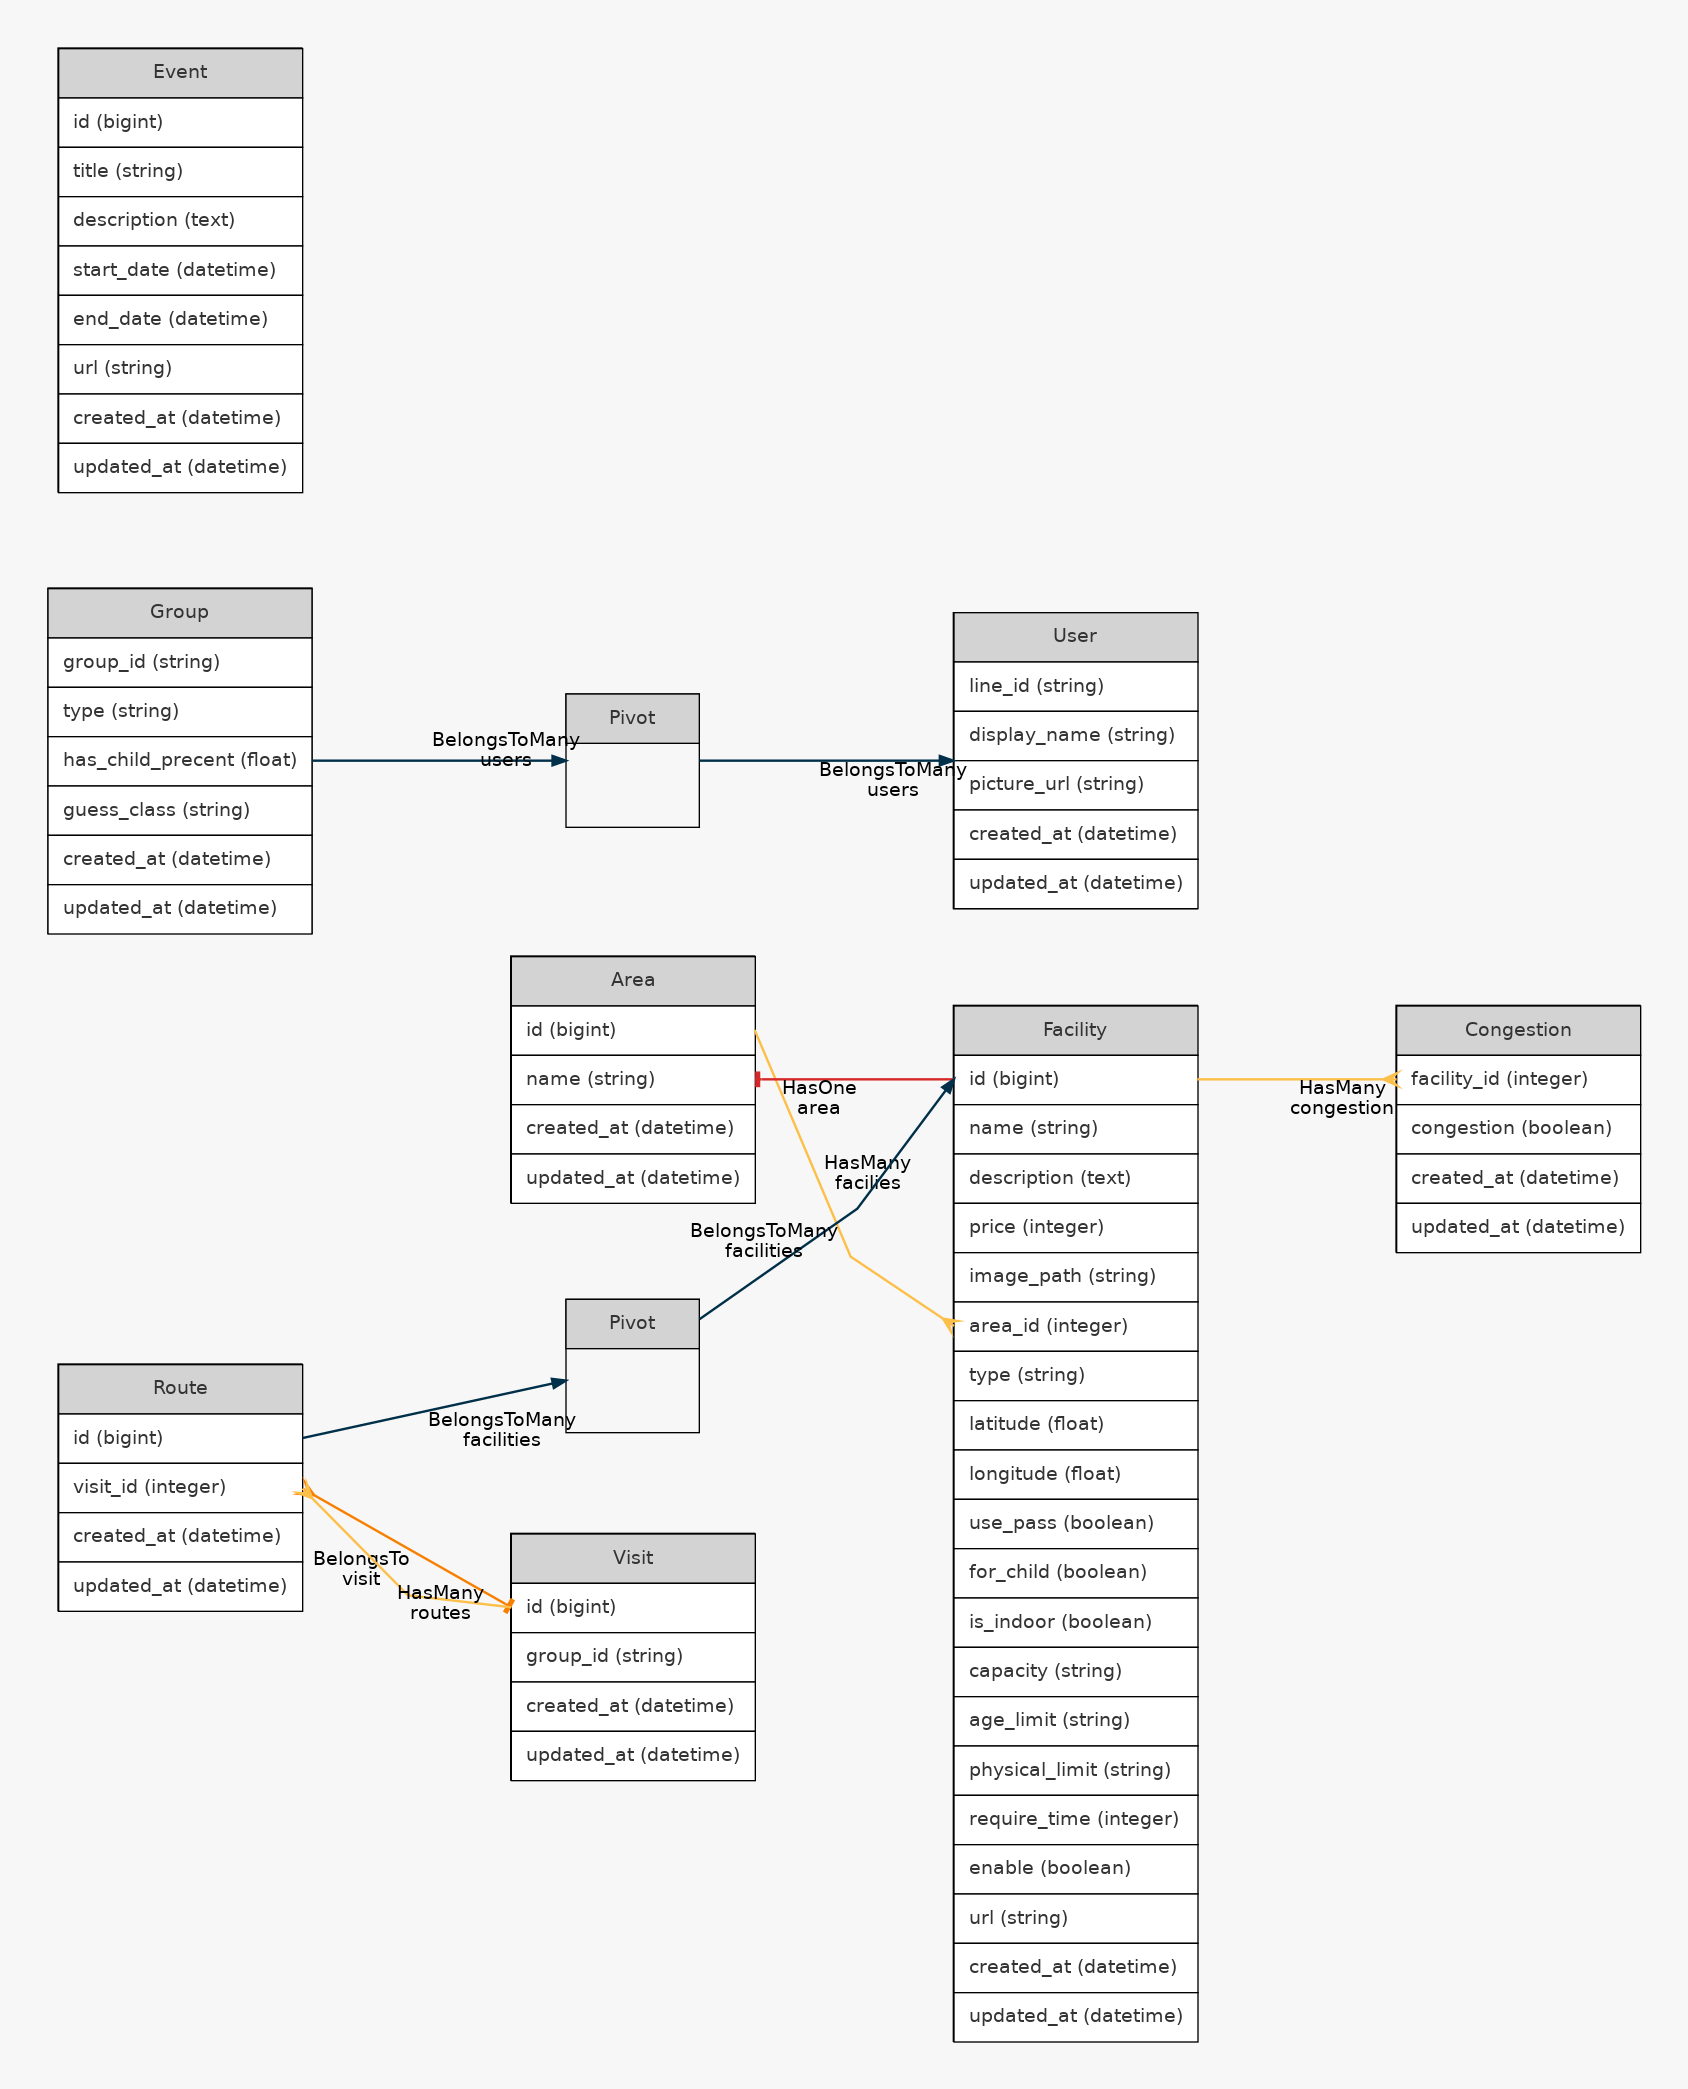 Event
id (bigint)
title (string)
description (text)
start_date (datetime)
end_date (datetime)
url (string)
created_at (datetime)
updated_at (datetime)
Group
group_id (string)
type (string)
has_child_precent (float)
guess_class (string)
created_at (datetime)
updated_at (datetime)
BelongsToMany
users
Pivot
BelongsToMany
users
User
line_id (string)
display_name (string)
picture_url (string)
created_at (datetime)
updated_at (datetime)
Area
id (bigint)
name (string)
created_at (datetime)
updated_at (datetime)
HasOne
area
HasMany
facilies
BelongsToMany
facilities
Facility
id (bigint)
name (string)
description (text)
price (integer)
image_path (string)
area_id (integer)
type (string)
latitude (float)
longitude (float)
use_pass (boolean)
for_child (boolean)
is_indoor (boolean)
capacity (string)
age_limit (string)
physical_limit (string)
require_time (integer)
enable (boolean)
url (string)
created_at (datetime)
updated_at (datetime)
HasMany
congestion
Congestion
facility_id (integer)
congestion (boolean)
created_at (datetime)
updated_at (datetime)
Pivot
Route
id (bigint)
visit_id (integer)
created_at (datetime)
updated_at (datetime)
BelongsToMany
facilities
BelongsTo
visit
HasMany
routes
Visit
id (bigint)
group_id (string)
created_at (datetime)
updated_at (datetime)